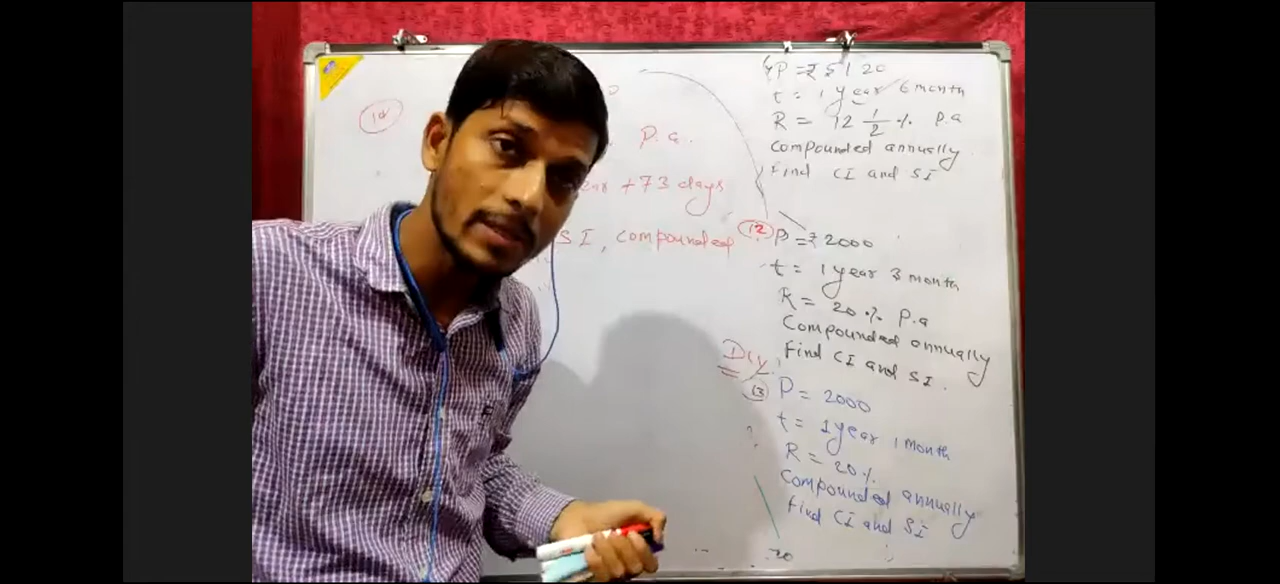 14
P.a.
+ 73 days
SI, compounded
P = ₹ 5120
t = 1 year 6 month
R = 12 1/2 % p.a
Compounded annually
Find CI and SI
12 P = ₹ 2000
t = 1 year 3 month
R = 20 % P.a
Compounded annually
Find CI and SI.
DIY
13 P = 2000
t = 1 year 1 month
R = 20 %
Compounded annually
Find CI and SI
20